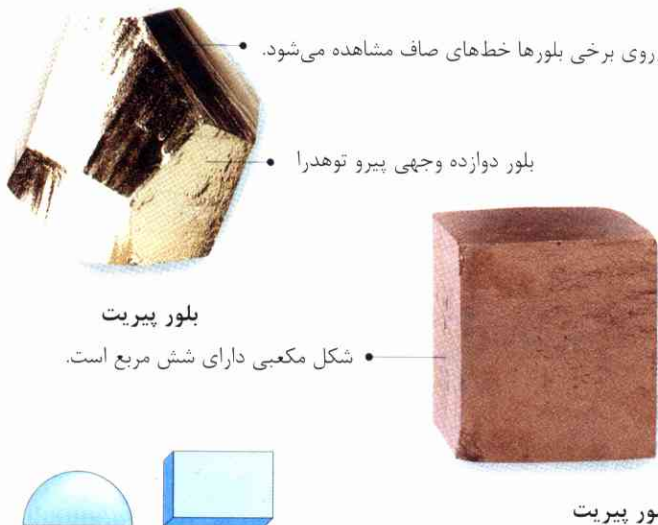 روی برخی بلورها خط‌های صاف مشاهده می‌شود.
بلور دوازده وجهی پیرو توهدرا
بلور پیریت
شکل مکعبی دارای شش مربع است.
پیریت